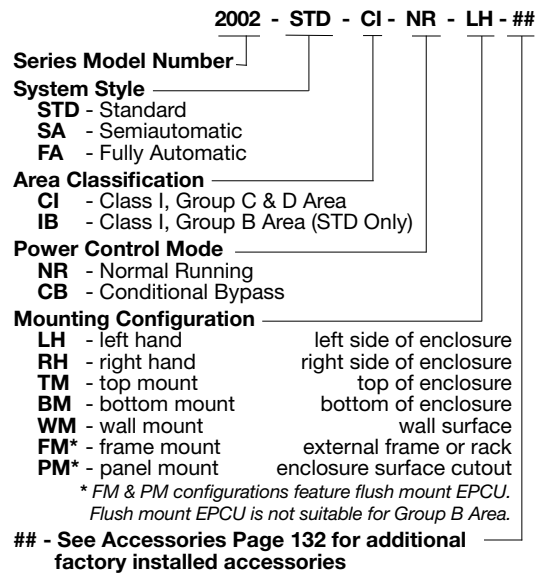 2002 - STD - CI - NR - LH - ##
Series Model Number
System Style
STD - Standard
SA - Semiautomatic
FA - Fully Automatic
Area Classification
CI - Class I, Group C & D Area
IB - Class I, Group B Area (STD Only)
Power Control Mode
NR - Normal Running
CB - Conditional Bypass
Mounting Configuration
LH - left hand left side of enclosure
RH - right hand right side of enclosure
TM - top mount top of enclosure
BM - bottom mount bottom of enclosure
WM - wall mount wall surface
FM* - frame mount external frame or rack
PM* - panel mount enclosure surface cutout
* FM & PM configurations feature flush mount EPCU.
Flush mount EPCU is not suitable for Group B Area.
## - See Accessories Page 132 for additional
factory installed accessories